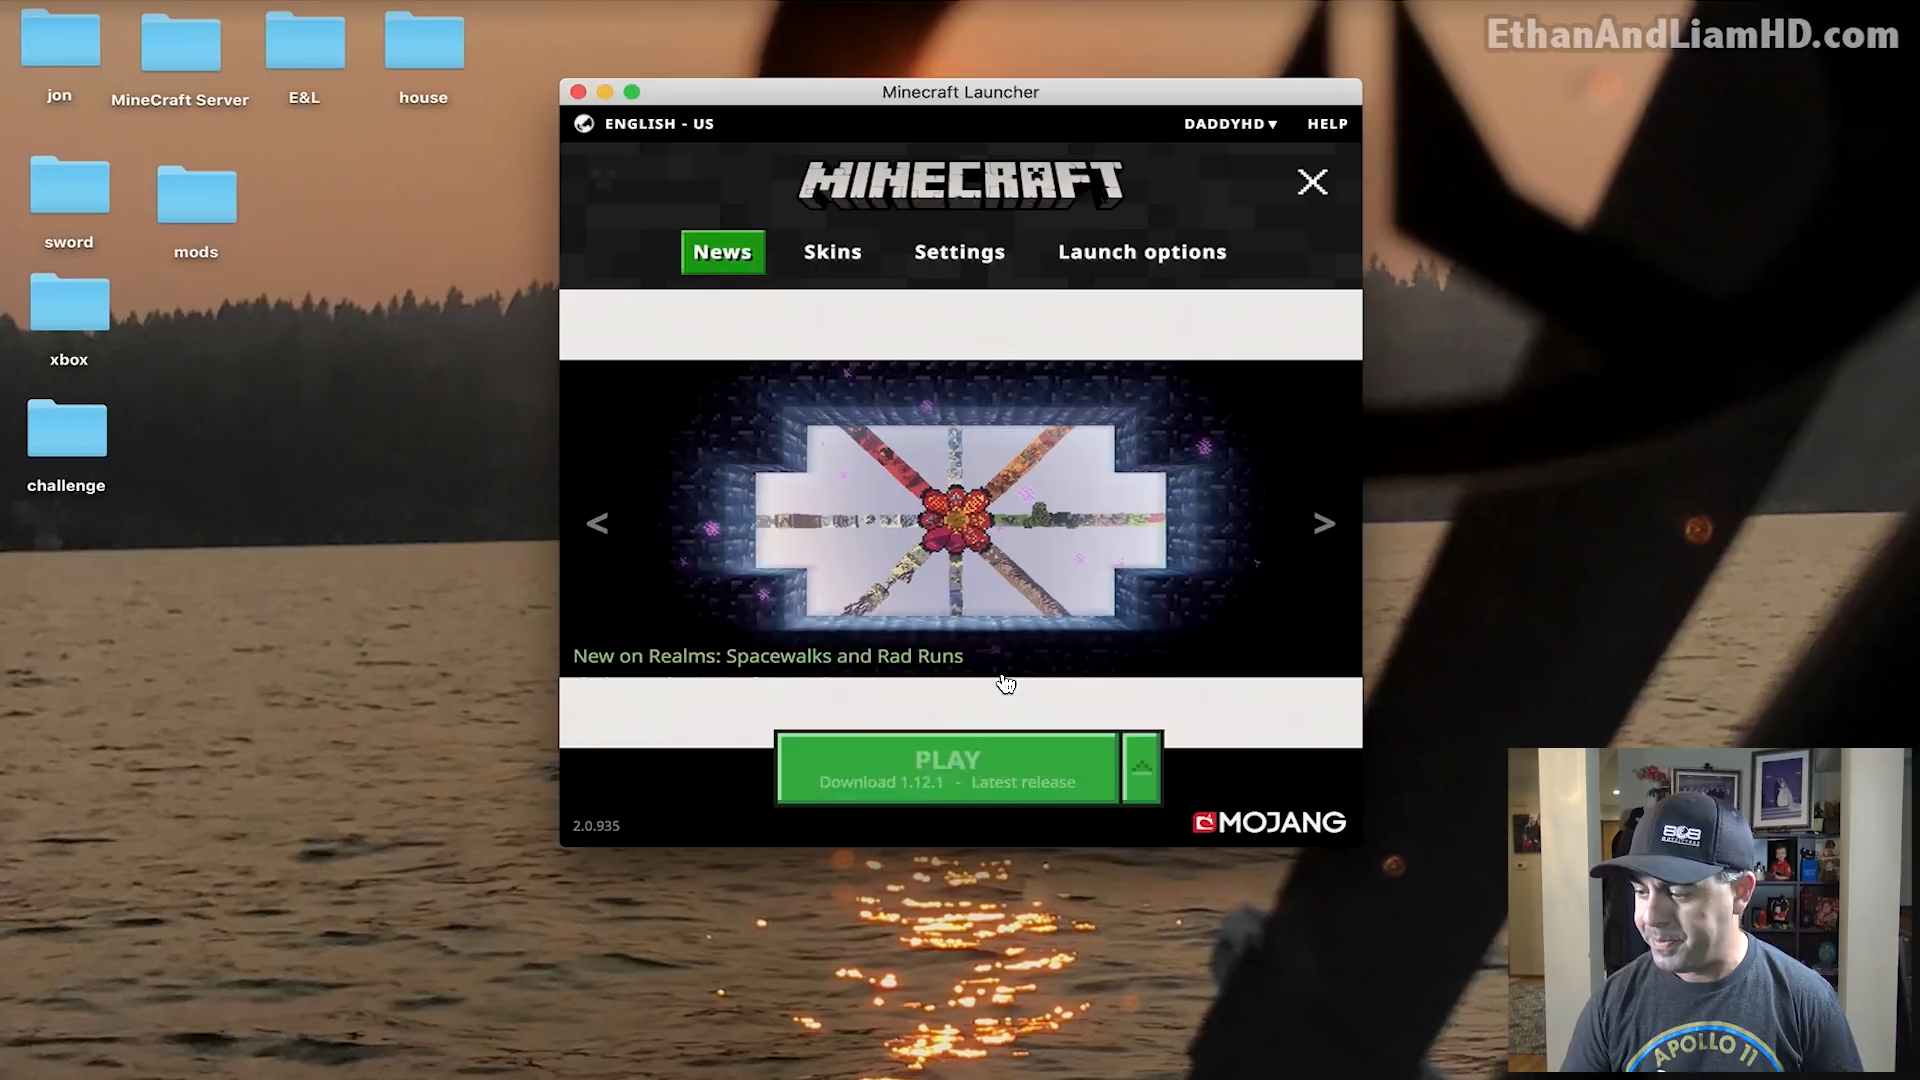 EthanAndLiamHD.com
jon
MineCraft Server
E&L
house
sword
mods
xbox
challenge
Minecraft Launcher
ENGLISH - US
DADDYHD▼
HELP
MINECRAFT
News
Skins
Settings
Launch options
<
>
New on Realms: Spacewalks and Rad Runs
PLAY
Download 1.12.1 - Latest release
2.0.935
MOJANG
808
APOLLO 11